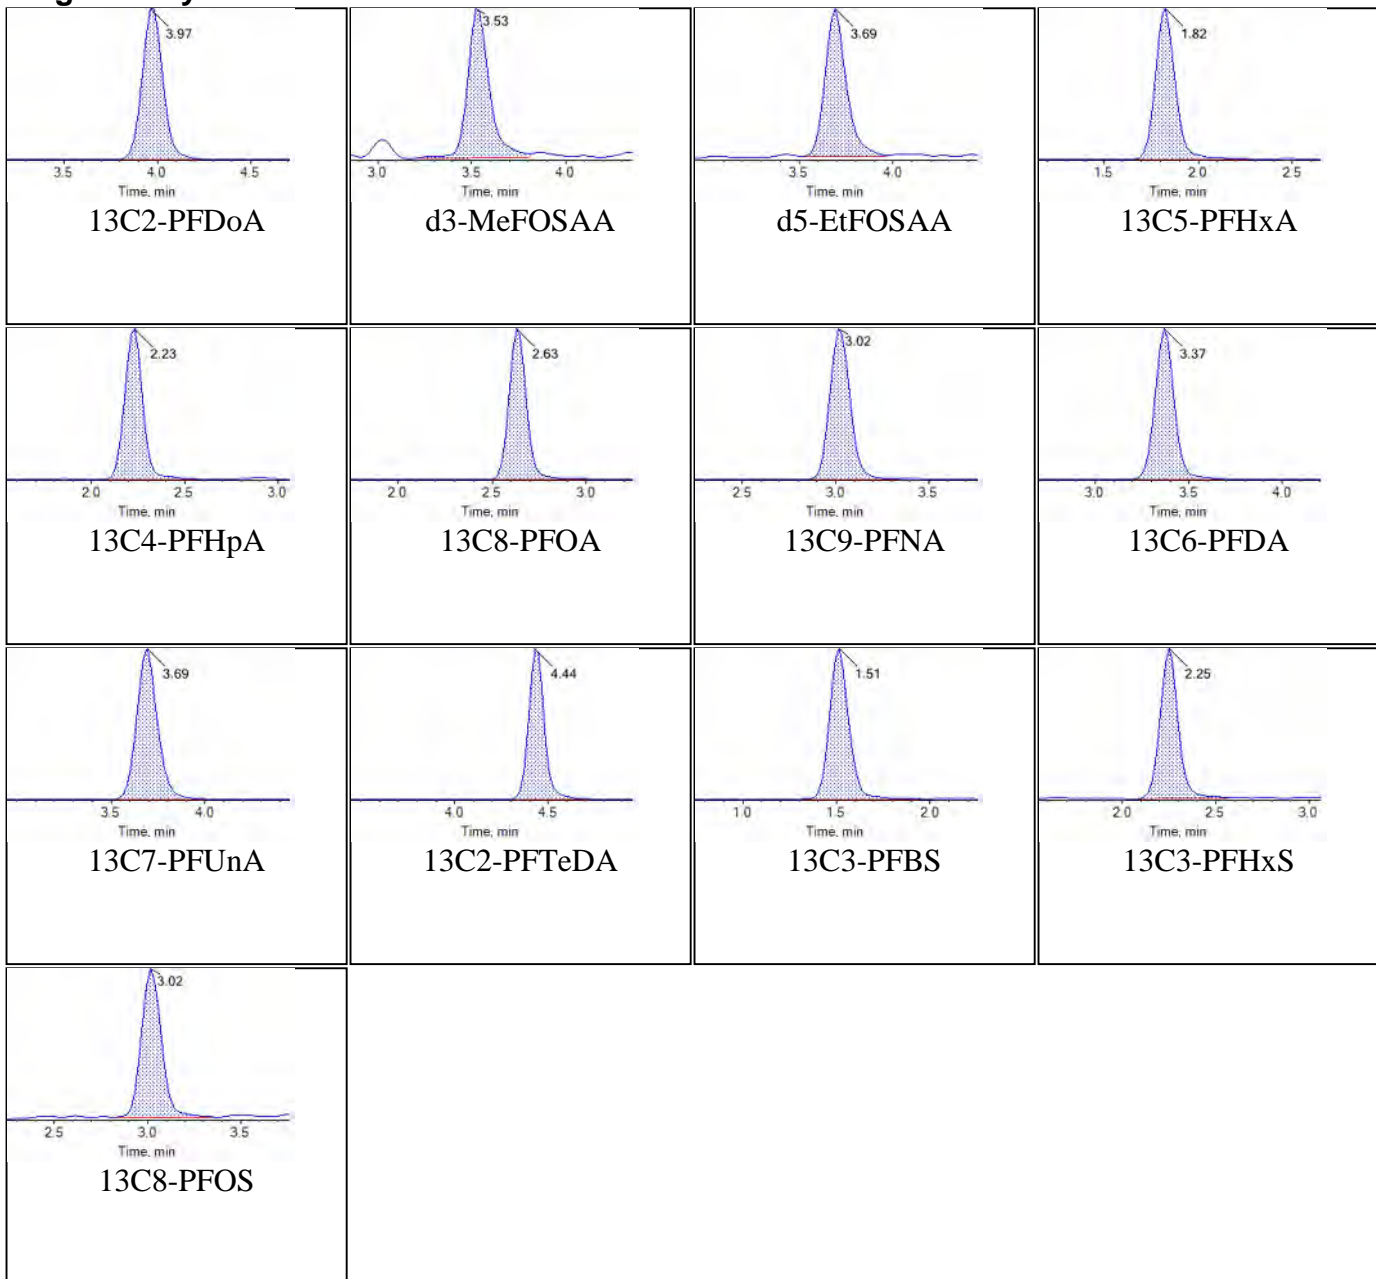 3.97
3.5 4.0 4.5
Time, min
13C2-PFDoA
3.53
3.0 3.5 4.0
Time, min
d3-MeFOSAA
3.69
3.5 4.0
Time, min
d5-EtFOSAA
1.82
1.5 2.0 2.5
Time, min
13C5-PFHxA
2.23
2.0 2.5 3.0
Time, min
13C4-PFHpA
2.63
2.0 2.5 3.0
Time, min
13C8-PFOA
3.02
2.5 3.0 3.5
Time, min
13C9-PFNA
3.37
3.0 3.5 4.0
Time, min
13C6-PFDA
3.69
3.5 4.0
Time, min
13C7-PFUnA
4.44
4.0 4.5
Time, min
13C2-PFTeDA
1.51
1.0 1.5 2.0
Time, min
13C3-PFBS
2.25
2.0 2.5 3.0
Time, min
13C3-PFHxS
3.02
2.5 3.0 3.5
Time, min
13C8-PFOS